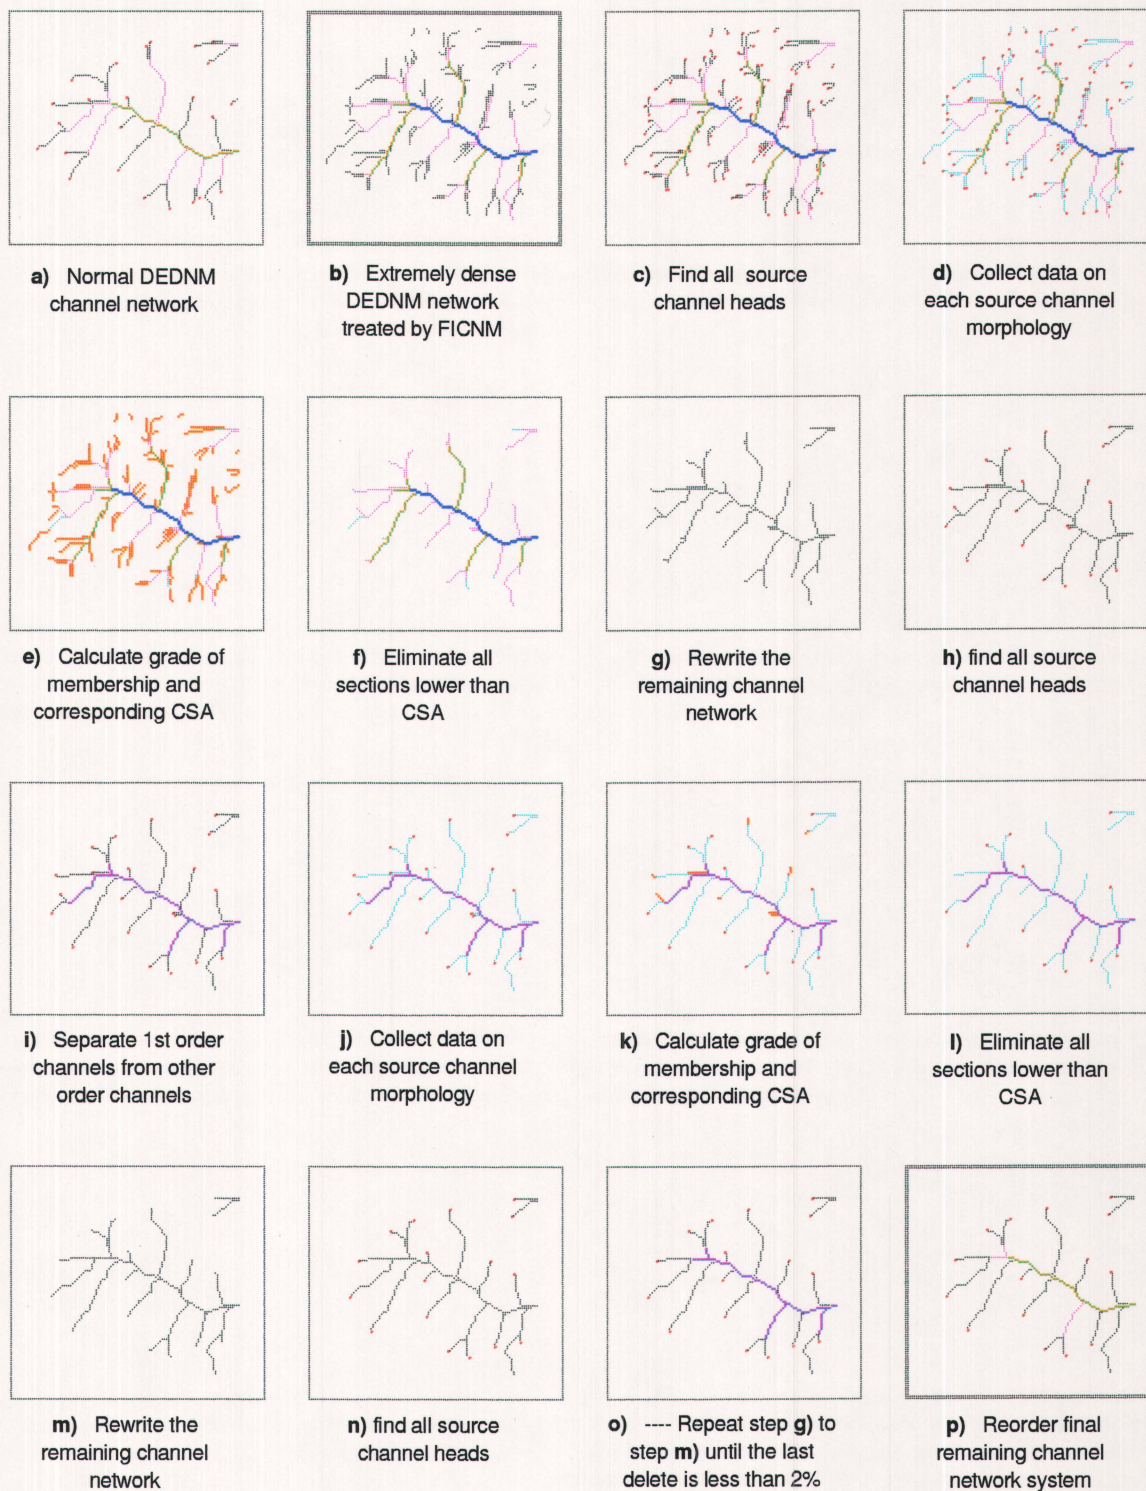 a) Normal DEDNM
channel network
b) Extremely dense
DEDNM network
treated by FICNM
c) Find all source
channel heads
d) Collect data on
each source channel
morphology
e) Calculate grade of
membership and
corresponding CSA
f) Eliminate all
sections lower than
CSA
g) Rewrite the
remaining channel
network
h) find all source
channel heads
i) Separate 1st order
channels from other
order channels
j) Collect data on
each source channel
morphology
k) Calculate grade of
membership and
corresponding CSA
l) Eliminate all
sections lower than
CSA
m) Rewrite the
remaining channel
network
n) find all source
channel heads
o) ---- Repeat step g) to
step m) until the last
delete is less than 2%
p) Reorder final
remaining channel
network system